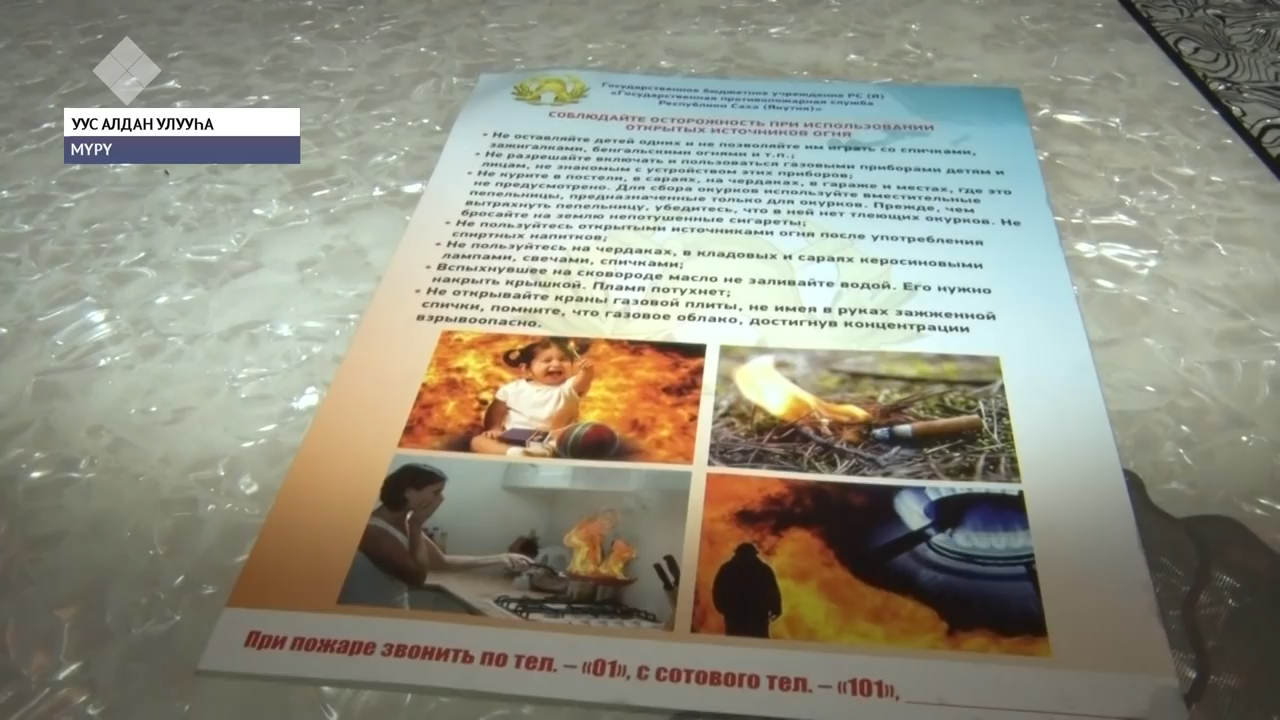 УУС АЛДАН УЛУУҺА
МҮРҮ
Государственное бюджетное учреждение РС (Я)
«Государственная противопожарная служба
Республики Саха (Якутия)»
СОБЛЮДАЙТЕ ОСТОРОЖНОСТЬ ПРИ ИСПОЛЬЗОВАНИИ
ОТКРЫТЫХ ИСТОЧНИКОВ ОГНЯ
• Не оставляйте детей одних и не позволяйте им играть со спичками,
зажигалками, бенгальскими огнями и т.п.;
• Не разрешайте включать и пользоваться газовыми приборами детям и
лицам, не знакомым с устройством этих приборов;
• Не курите в постели, в сараях, на чердаках, в гараже и местах, где это
не предусмотрено. Для сбора окурков используйте вместительные
пепельницы, предназначенные только для окурков. Прежде, чем
вытряхнуть пепельницу, убедитесь, что в ней нет тлеющих окурков. Не
бросайте на землю непотушенные сигареты;
• Не пользуйтесь открытыми источниками огня после употребления
спиртных напитков;
• Не пользуйтесь на чердаках, в кладовых и сараях керосиновыми
лампами, свечами, спичками;
• Вспыхнувшее на сковороде масло не заливайте водой. Его нужно
накрыть крышкой. Пламя потухнет;
• Не открывайте краны газовой плиты, не имея в руках зажженной
спички, помните, что газовое облако, достигнув концентрации
взрывоопасно.
При пожаре звонить по тел. – «01», с сотового тел. – «101»,